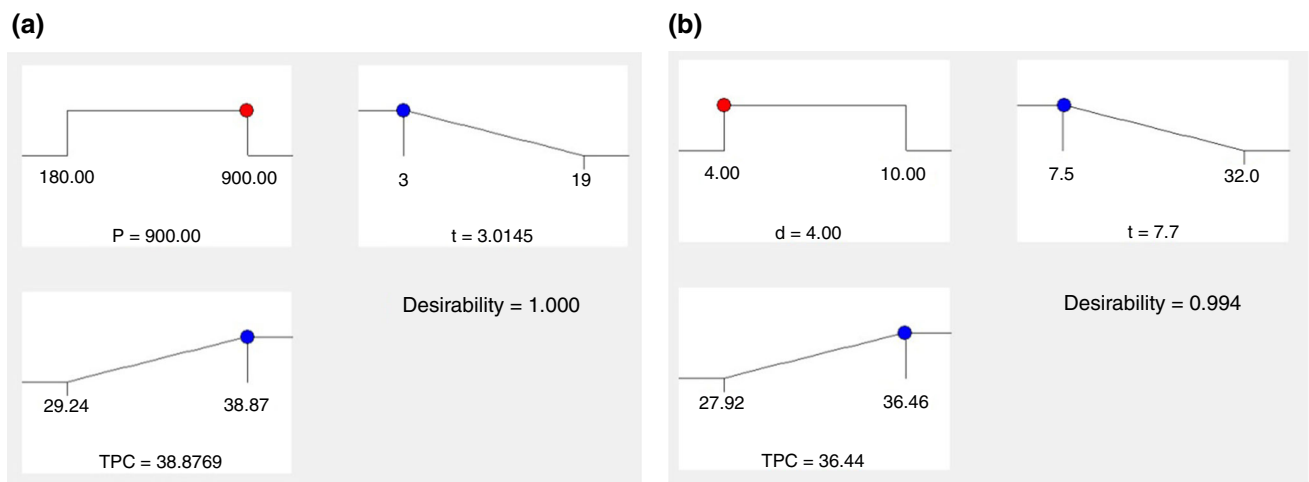 (a)
180.00 900.00
P = 900.00
3 19
t = 3.0145
29.24 38.87
TPC = 38.8769
Desirability = 1.000
(b)
4.00 10.00
d = 4.00
7.5 32.0
t = 7.7
27.92 36.46
TPC = 36.44
Desirability = 0.994